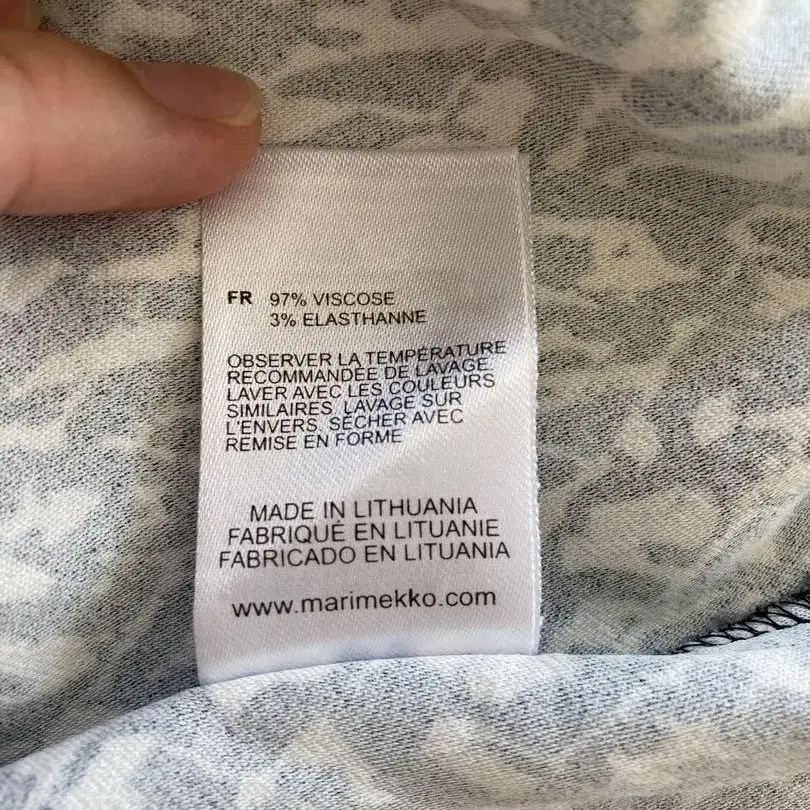 FR 97% VISCOSE
3% ELASTHANNE
OBSERVER LA TEMPÉRATURE
RECOMMANDÉE DE LAVAGE.
LAVER AVEC LES COULEURS
SIMILAIRES. LAVAGE SUR
L'ENVERS. SÉCHER AVEC
REMISE EN FORME
MADE IN LITHUANIA
FABRIQUÉ EN LITUANIE
FABRICADO EN LITUANIA
www.marimekko.com